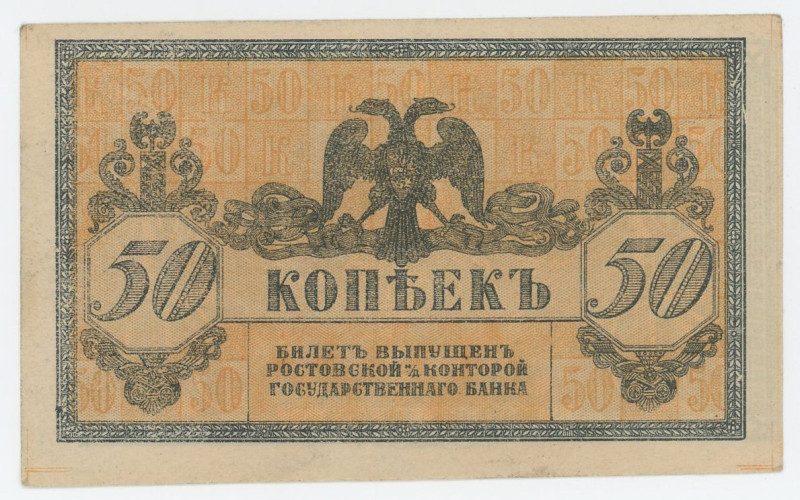 50 КОПѢЕКЪ 50
БИЛЕТЪ ВЫПУЩЕНЪ
РОСТОВСКОЙ н/Д КОНТОРОЙ
ГОСУДАРСТВЕННАГО БАНКА